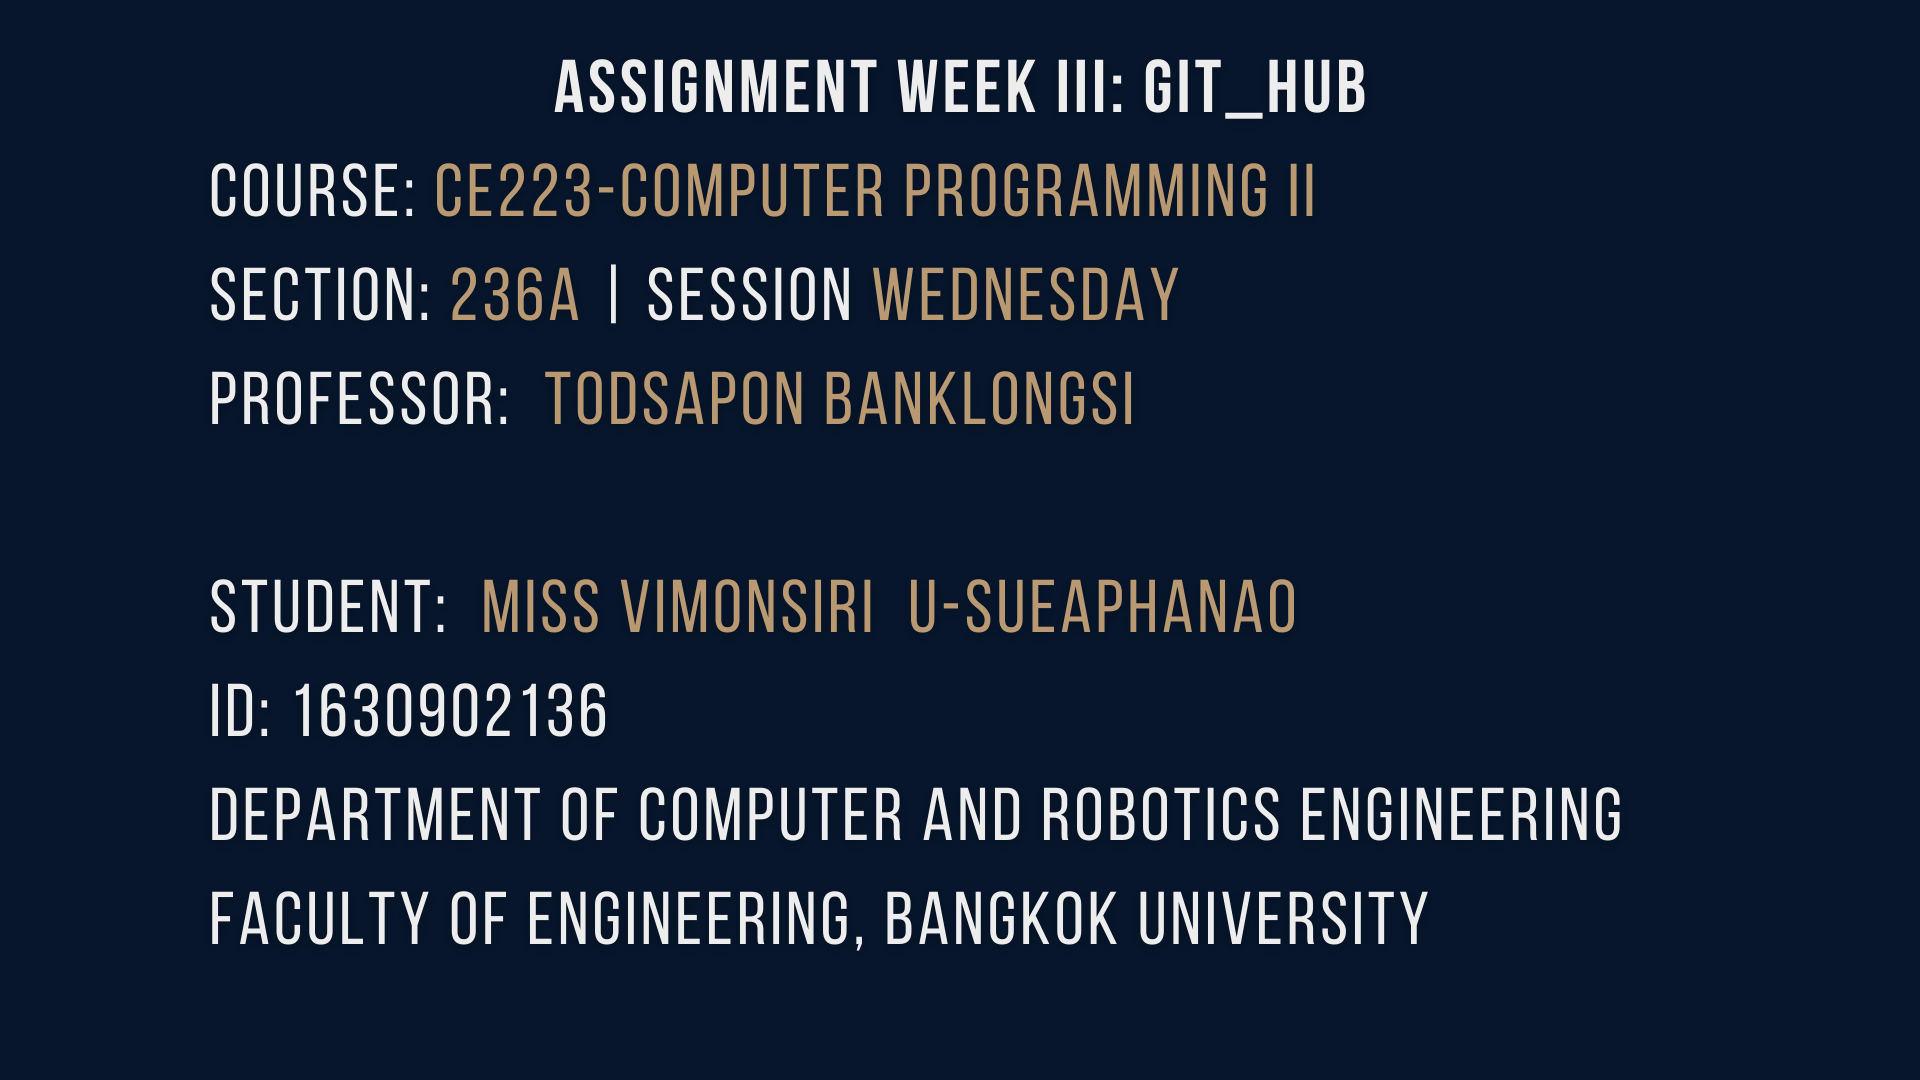 ASSIGNMENT WEEK III: GIT_HUB
COURSE: CE223-COMPUTER PROGRAMMING II
SECTION: 236A | SESSION WEDNESDAY
PROFESSOR: TODSAPON BANKLONGSI
STUDENT: MISS VIMONSIRI U-SUEAPHANAO
ID: 1630902136
DEPARTMENT OF COMPUTER AND ROBOTICS ENGINEERING
FACULTY OF ENGINEERING, BANGKOK UNIVERSITY